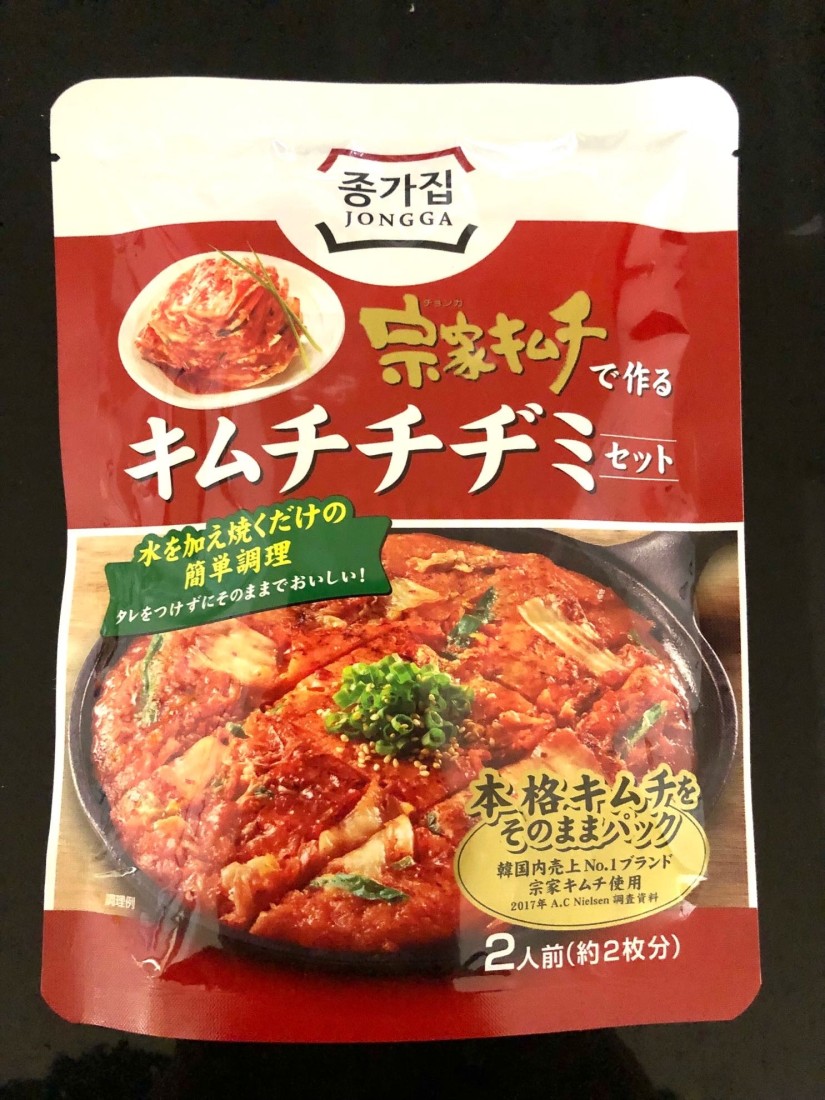 종가집
JONGGA
チョンカ
宗家キムチで作る
キムチチヂミセット
水を加え焼くだけの
簡単調理
タレをつけずにそのままでおいしい!
本格キムチを
そのままパック
韓国内売上No.1ブランド
宗家キムチ使用
2017年 A.C Nielsen 調査資料
調理例
2人前(約2枚分)